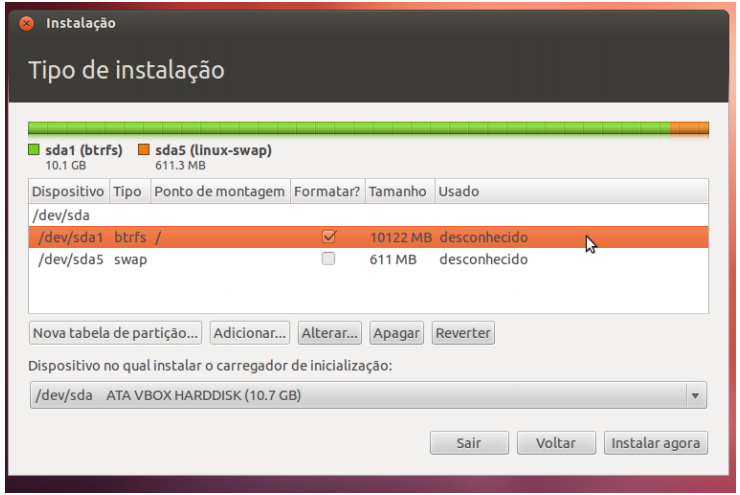 Instalação
Tipo de instalação
sda1 (btrfs) sda5 (linux-swap)
10.1 GB 611.3 MB
Dispositivo Tipo Ponto de montagem Formatar? Tamanho Usado
/dev/sda
/dev/sda1 btrfs / 10122 MB desconhecido
/dev/sda5 swap 611 MB desconhecido
Nova tabela de partição... Adicionar... Alterar... Apagar Reverter
Dispositivo no qual instalar o carregador de inicialização:
/dev/sda ATA VBOX HARDDISK (10.7 GB)
Sair Voltar Instalar agora